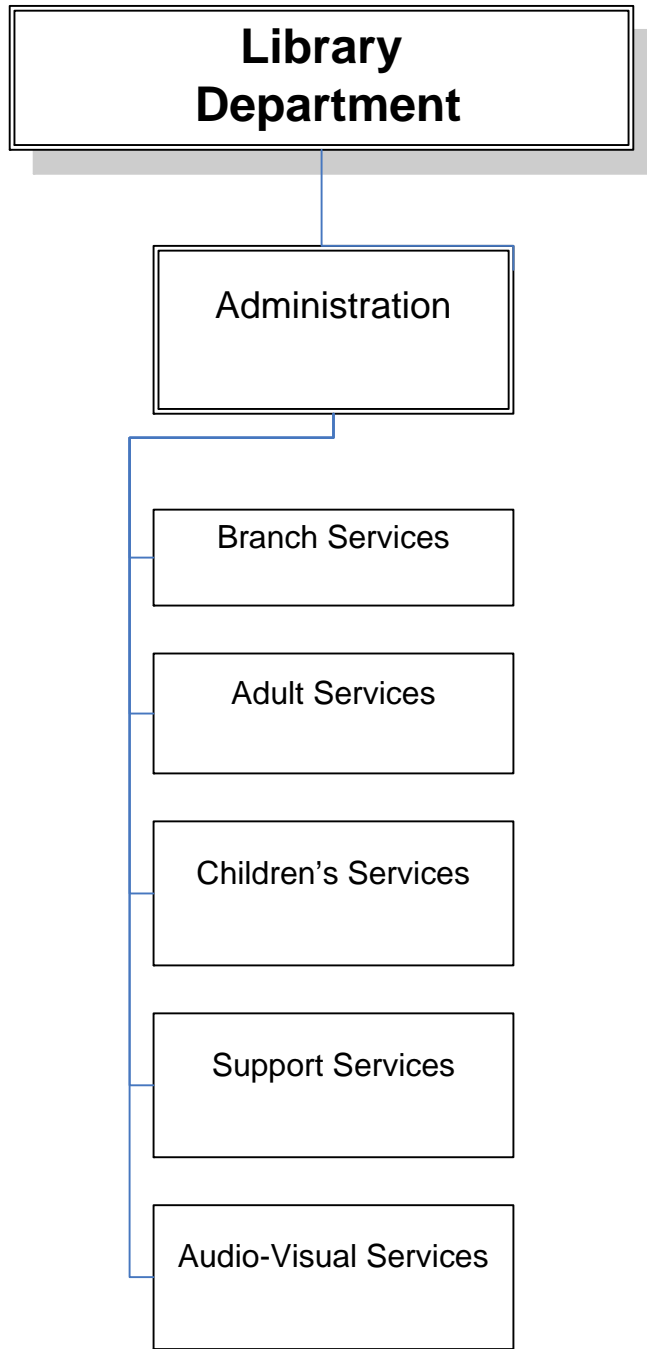 Library
Department
Administration
Branch Services
Adult Services
Children’s Services
Support Services
Audio-Visual Services